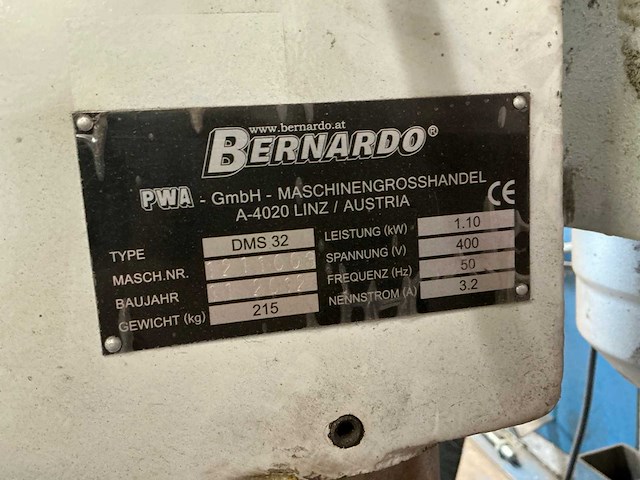 www.bernardo.at
BERNARDO®
PWA - GmbH - MASCHINENGROSSHANDEL
A-4020 LINZ / AUSTRIA
CE
TYPE DMS 32
MASCH.NR.
BAUJAHR
GEWICHT (kg) 215
LEISTUNG (kW) 1.10
SPANNUNG (V) 400
FREQUENZ (Hz) 50
NENNSTROM (A) 3.2